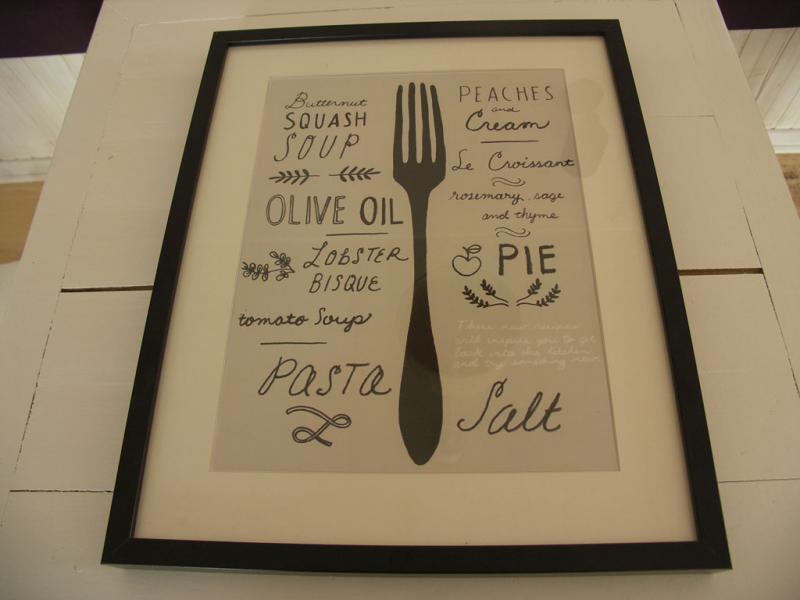 Butternut
SQUASH
SOUP
OLIVE OIL
LOBSTER
BISQUE
tomato Soup
PASTA
PEACHES
and
Cream
Le Croissant
rosemary, sage
and thyme
PIE
These new recipes
will inspire you to get
back into the kitchen
and try something new
Salt